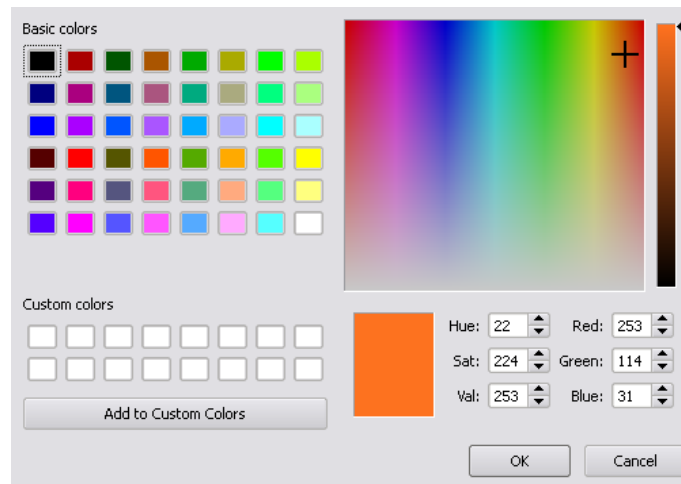 Basic colors
Custom colors
Add to Custom Colors
Hue: 22 Red: 253
Sat: 224 Green: 114
Val: 253 Blue: 31
OK Cancel